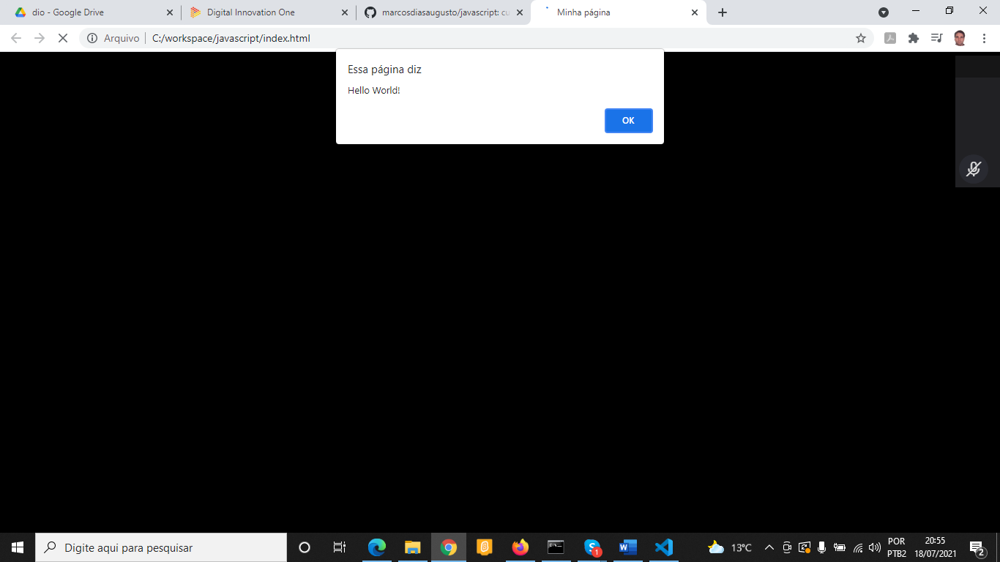 dio - Google Drive
Digital Innovation One
marcosdiasaugusto/javascript: cu
Minha página
Arquivo
C:/workspace/javascript/index.html
Essa página diz
Hello World!
OK
Digite aqui para pesquisar
1
13°C
POR
PTB2
20:55
18/07/2021
2